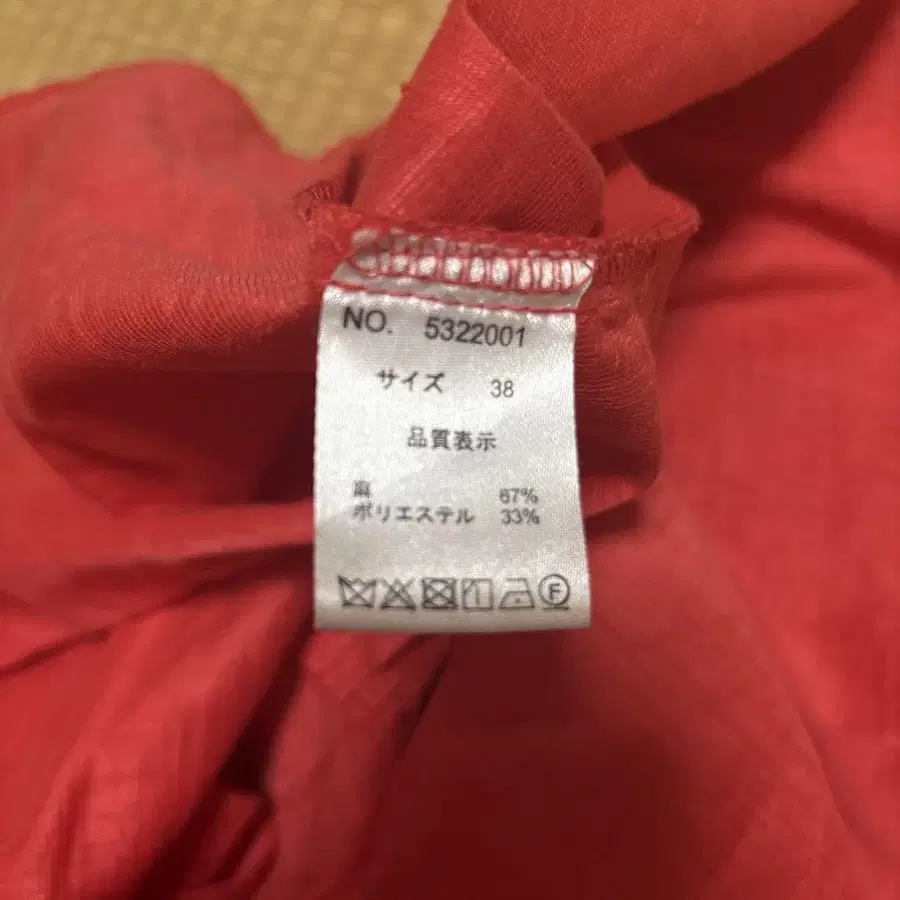 NO. 5322001
サイズ 38
品質表示
麻 67%
ポリエステル 33%
F